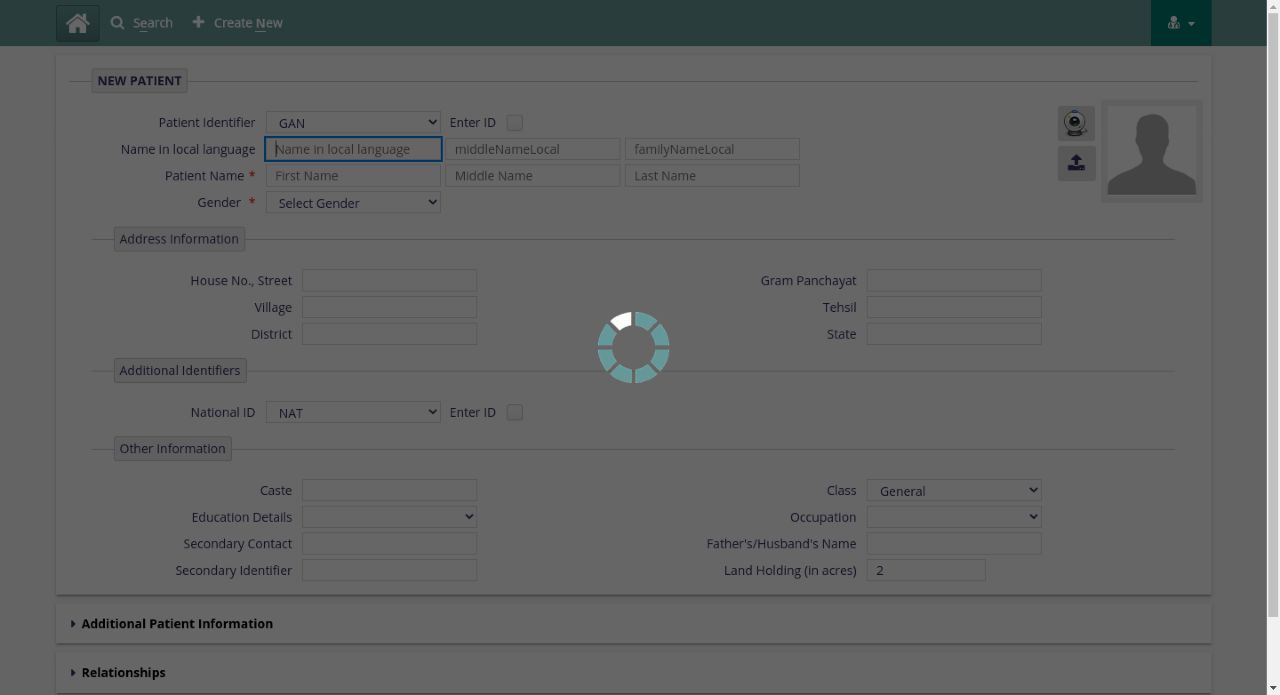 Search Create New
NEW PATIENT
Patient Identifier GAN Enter ID
Name in local language Name in local language middleNameLocal familyNameLocal
Patient Name * First Name Middle Name Last Name
Gender * Select Gender
Address Information
House No., Street Gram Panchayat
Village Tehsil
District State
Additional Identifiers
National ID NAT Enter ID
Other Information
Caste Class General
Education Details Occupation
Secondary Contact Father's/Husband's Name
Secondary Identifier Land Holding (in acres) 2
Additional Patient Information
Relationships